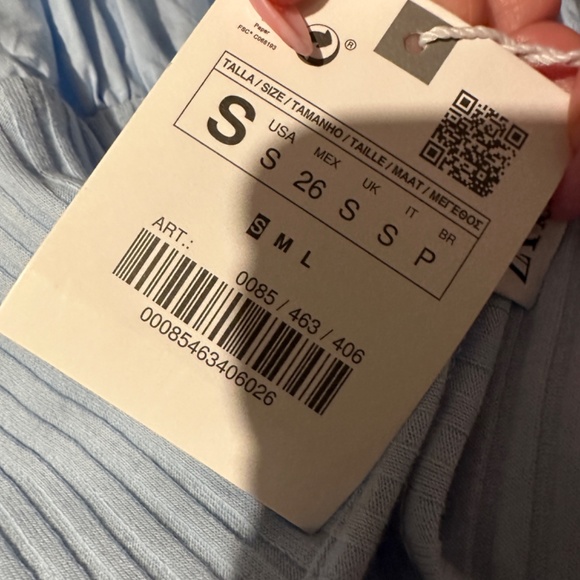 Paper
FSC® C068193
®
TALLA / SIZE / TAMANHO / TAILLE / MAAT / ΜΕΓΕΘΟΣ
S
USA MEX UK IT BR
S 26 S S P
S M L
ART.: 0085 / 463 / 406
00085463406026